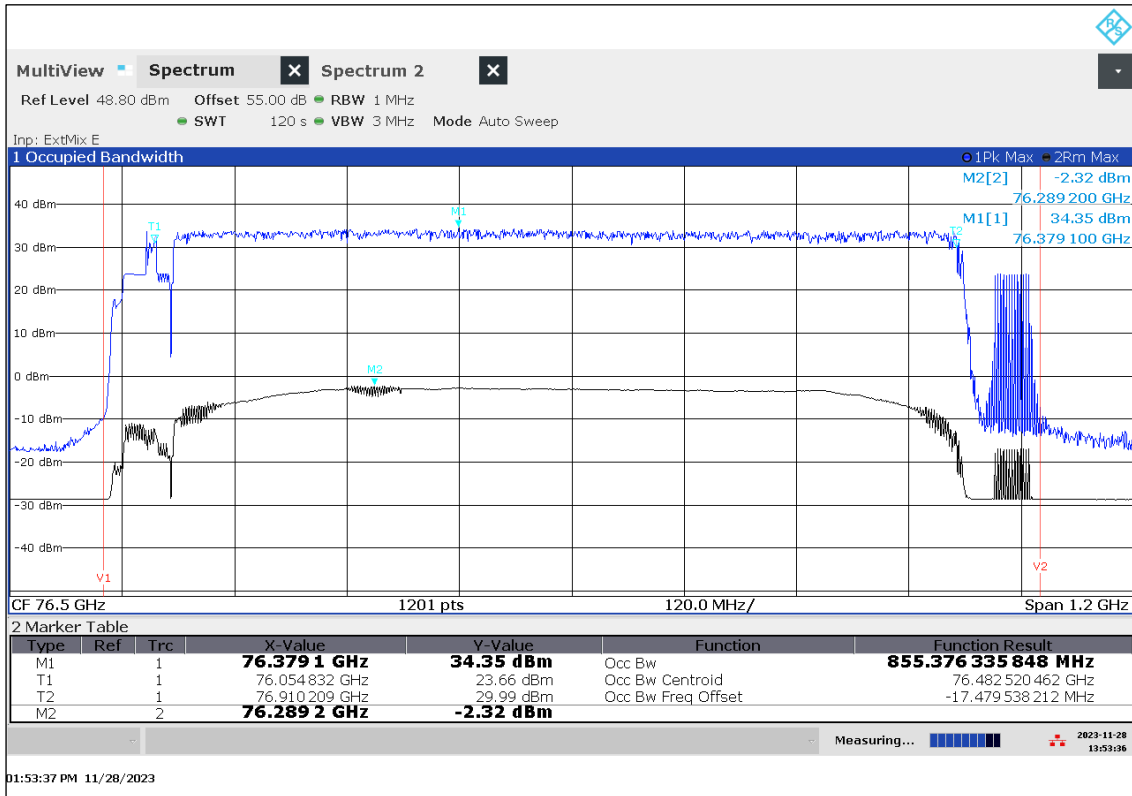 R S
MultiView Spectrum X Spectrum 2 X
Ref Level 48.80 dBm Offset 55.00 dB RBW 1 MHz
SWT 120 s VBW 3 MHz Mode Auto Sweep
Inp: ExtMix E
1 Occupied Bandwidth 1Pk Max 2Rm Max
M2[2] -2.32 dBm
76.289 200 GHz
M1[1] 34.35 dBm
76.379 100 GHz
40 dBm
M1
T1
T2
30 dBm
20 dBm
10 dBm
0 dBm
M2
-10 dBm
-20 dBm
-30 dBm
-40 dBm
V1
V2
CF 76.5 GHz 1201 pts 120.0 MHz/ Span 1.2 GHz
2 Marker Table
Type Ref Trc X-Value Y-Value Function Function Result
M1 1 76.379 1 GHz 34.35 dBm Occ Bw 855.376 335 848 MHz
T1 1 76.054 832 GHz 23.66 dBm Occ Bw Centroid 76.482 520 462 GHz
T2 1 76.910 209 GHz 29.99 dBm Occ Bw Freq Offset -17.479 538 212 MHz
M2 2 76.289 2 GHz -2.32 dBm
Measuring... 2023-11-28
13:53:36
01:53:37 PM 11/28/2023